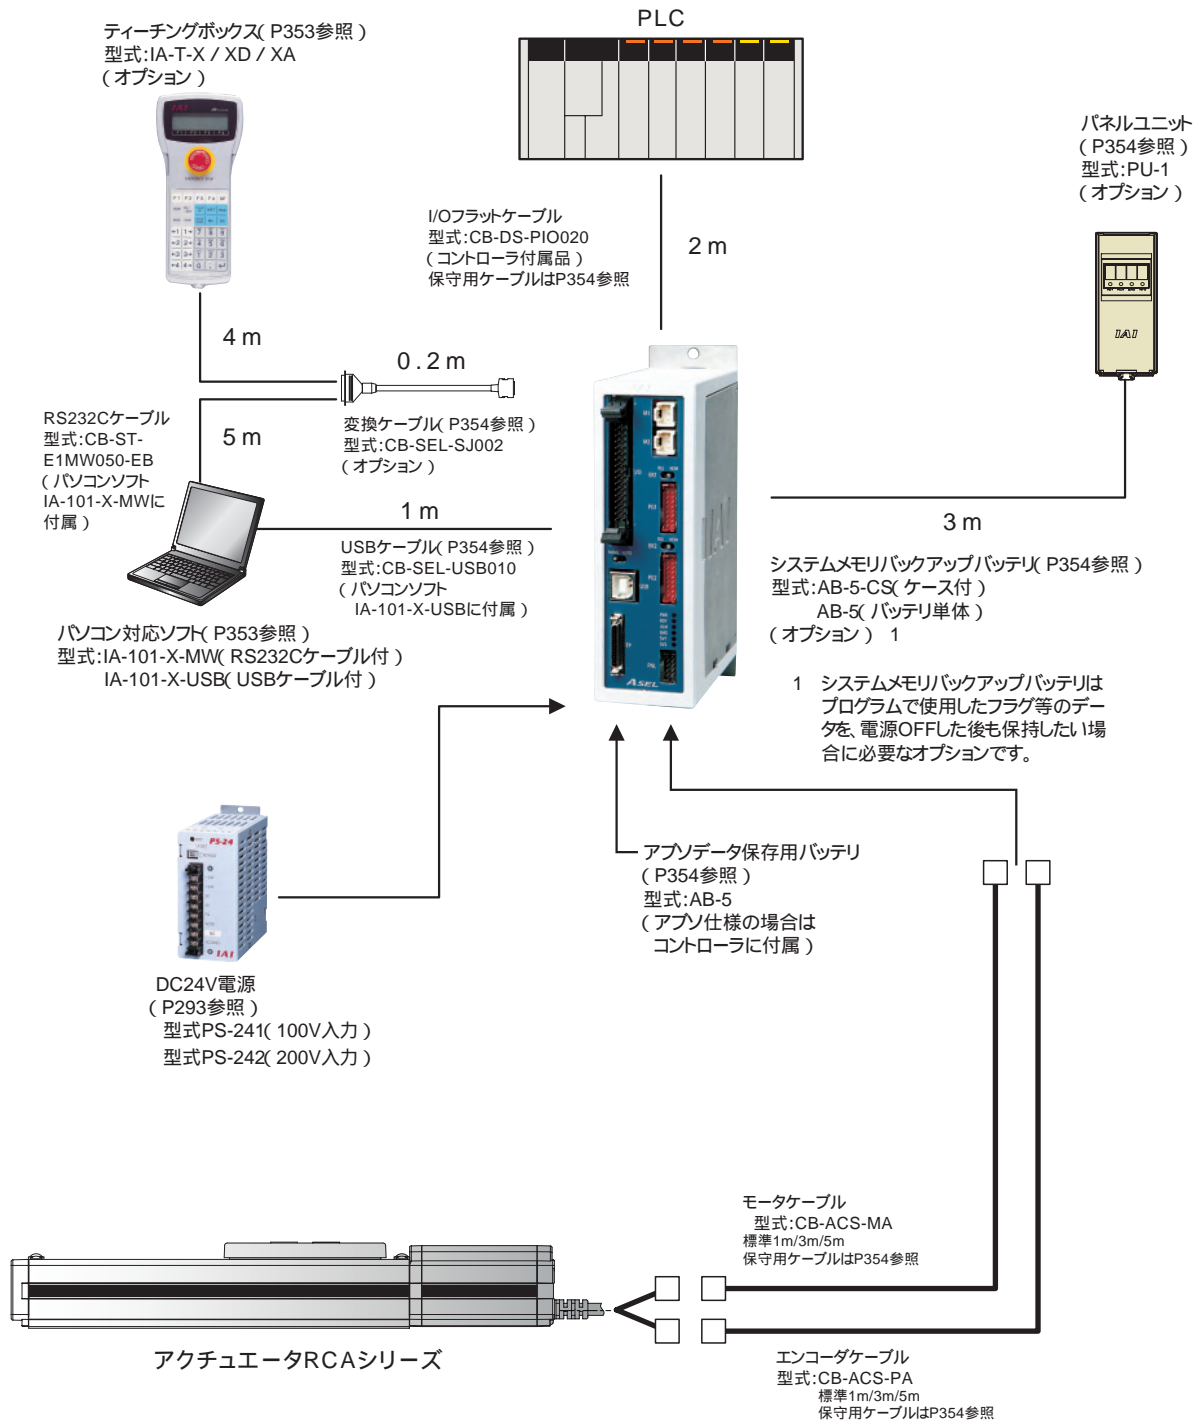 PLC
ティーチングボックス(P353参照)
型式:IA-T-X / XD / XA
(オプション)
パネルユニット
(P354参照)
型式:PU-1
(オプション)
I/Oフラットケーブル
型式:CB-DS-PIO020
(コントローラ付属品)
保守用ケーブルはP354参照
2m
4m
0.2m
IAI
RS232Cケーブル
型式:CB-ST-
E1MW050-EB
(パソコンソフト
IA-101-X-MWに
付属)
5m
変換ケーブル(P354参照)
型式:CB-SEL-SJ002
(オプション)
1m
USBケーブル(P354参照)
型式:CB-SEL-USB010
(パソコンソフト
IA-101-X-USBに付属)
3m
システムメモリバックアップバッテリ(P354参照)
型式:AB-5-CS(ケース付)
AB-5(バッテリ単体)
(オプション) 1
パソコン対応ソフト(P353参照)
型式:IA-101-X-MW(RS232Cケーブル付)
IA-101-X-USB(USBケーブル付)
ASEL
1 システムメモリバックアップバッテリは
プログラムで使用したフラグ等のデー
タを、電源OFFした後も保持したい場
合に必要なオプションです。
PS-24
IAI
アブソデータ保存用バッテリ
(P354参照)
型式:AB-5
(アブソ仕様の場合は
コントローラに付属)
DC24V電源
(P293参照)
型式PS-241(100V入力)
型式PS-242(200V入力)
モータケーブル
型式:CB-ACS-MA
標準1m/3m/5m
保守用ケーブルはP354参照
アクチュエータRCAシリーズ
エンコーダケーブル
型式:CB-ACS-PA
標準1m/3m/5m
保守用ケーブルはP354参照